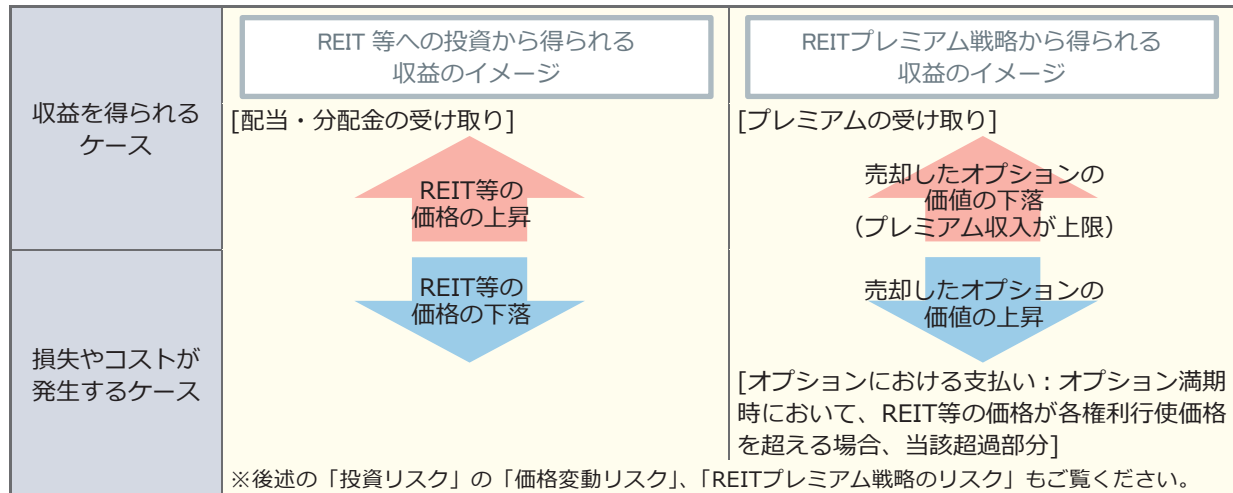 REIT 等への投資から得られる
収益のイメージ
REITプレミアム戦略から得られる
収益のイメージ
収益を得られる
ケース
[配当・分配金の受け取り]
REIT等の
価格の上昇
[プレミアムの受け取り]
売却したオプションの
価値の下落
（プレミアム収入が上限）
損失やコストが
発生するケース
REIT等の
価格の下落
売却したオプションの
価値の上昇
[オプションにおける支払い：オプション満期
時において、REIT等の価格が各権利行使価格
を超える場合、当該超過部分]
※後述の「投資リスク」の「価格変動リスク」、「REITプレミアム戦略のリスク」もご覧ください。